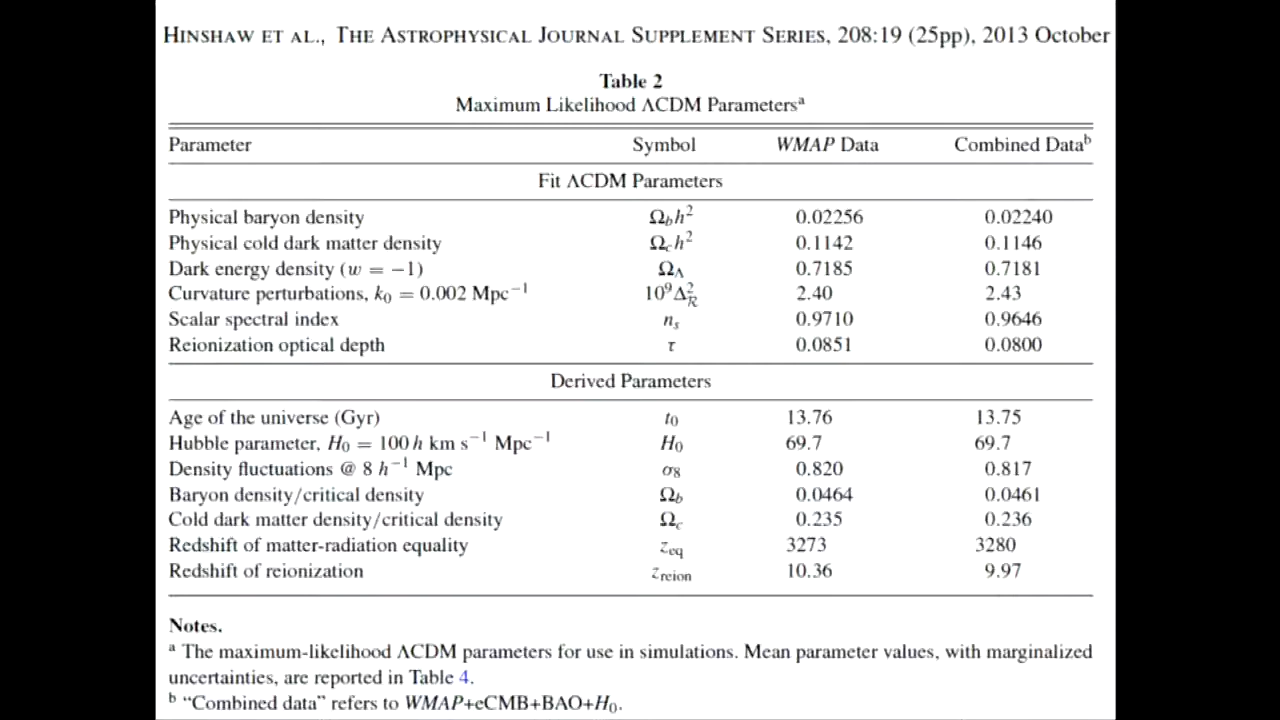 HINSHAW ET AL., THE ASTROPHYSICAL JOURNAL SUPPLEMENT SERIES, 208:19 (25pp), 2013 October
Table 2
Maximum Likelihood ΛCDM Parametersᵃ
Parameter Symbol WMAP Data Combined Dataᵇ
Fit ΛCDM Parameters
Physical baryon density Ω_b h² 0.02256 0.02240
Physical cold dark matter density Ω_c h² 0.1142 0.1146
Dark energy density (w = −1) Ω_Λ 0.7185 0.7181
Curvature perturbations, k₀ = 0.002 Mpc⁻¹ 10⁹Δ²_R 2.40 2.43
Scalar spectral index n_s 0.9710 0.9646
Reionization optical depth τ 0.0851 0.0800
Derived Parameters
Age of the universe (Gyr) t₀ 13.76 13.75
Hubble parameter, H₀ = 100 h km s⁻¹ Mpc⁻¹ H₀ 69.7 69.7
Density fluctuations @ 8 h⁻¹ Mpc σ₈ 0.820 0.817
Baryon density/critical density Ω_b 0.0464 0.0461
Cold dark matter density/critical density Ω_c 0.235 0.236
Redshift of matter-radiation equality z_eq 3273 3280
Redshift of reionization z_reion 10.36 9.97
Notes.
ᵃ The maximum-likelihood ΛCDM parameters for use in simulations. Mean parameter values, with marginalized
uncertainties, are reported in Table 4.
ᵇ “Combined data” refers to WMAP+eCMB+BAO+H₀.